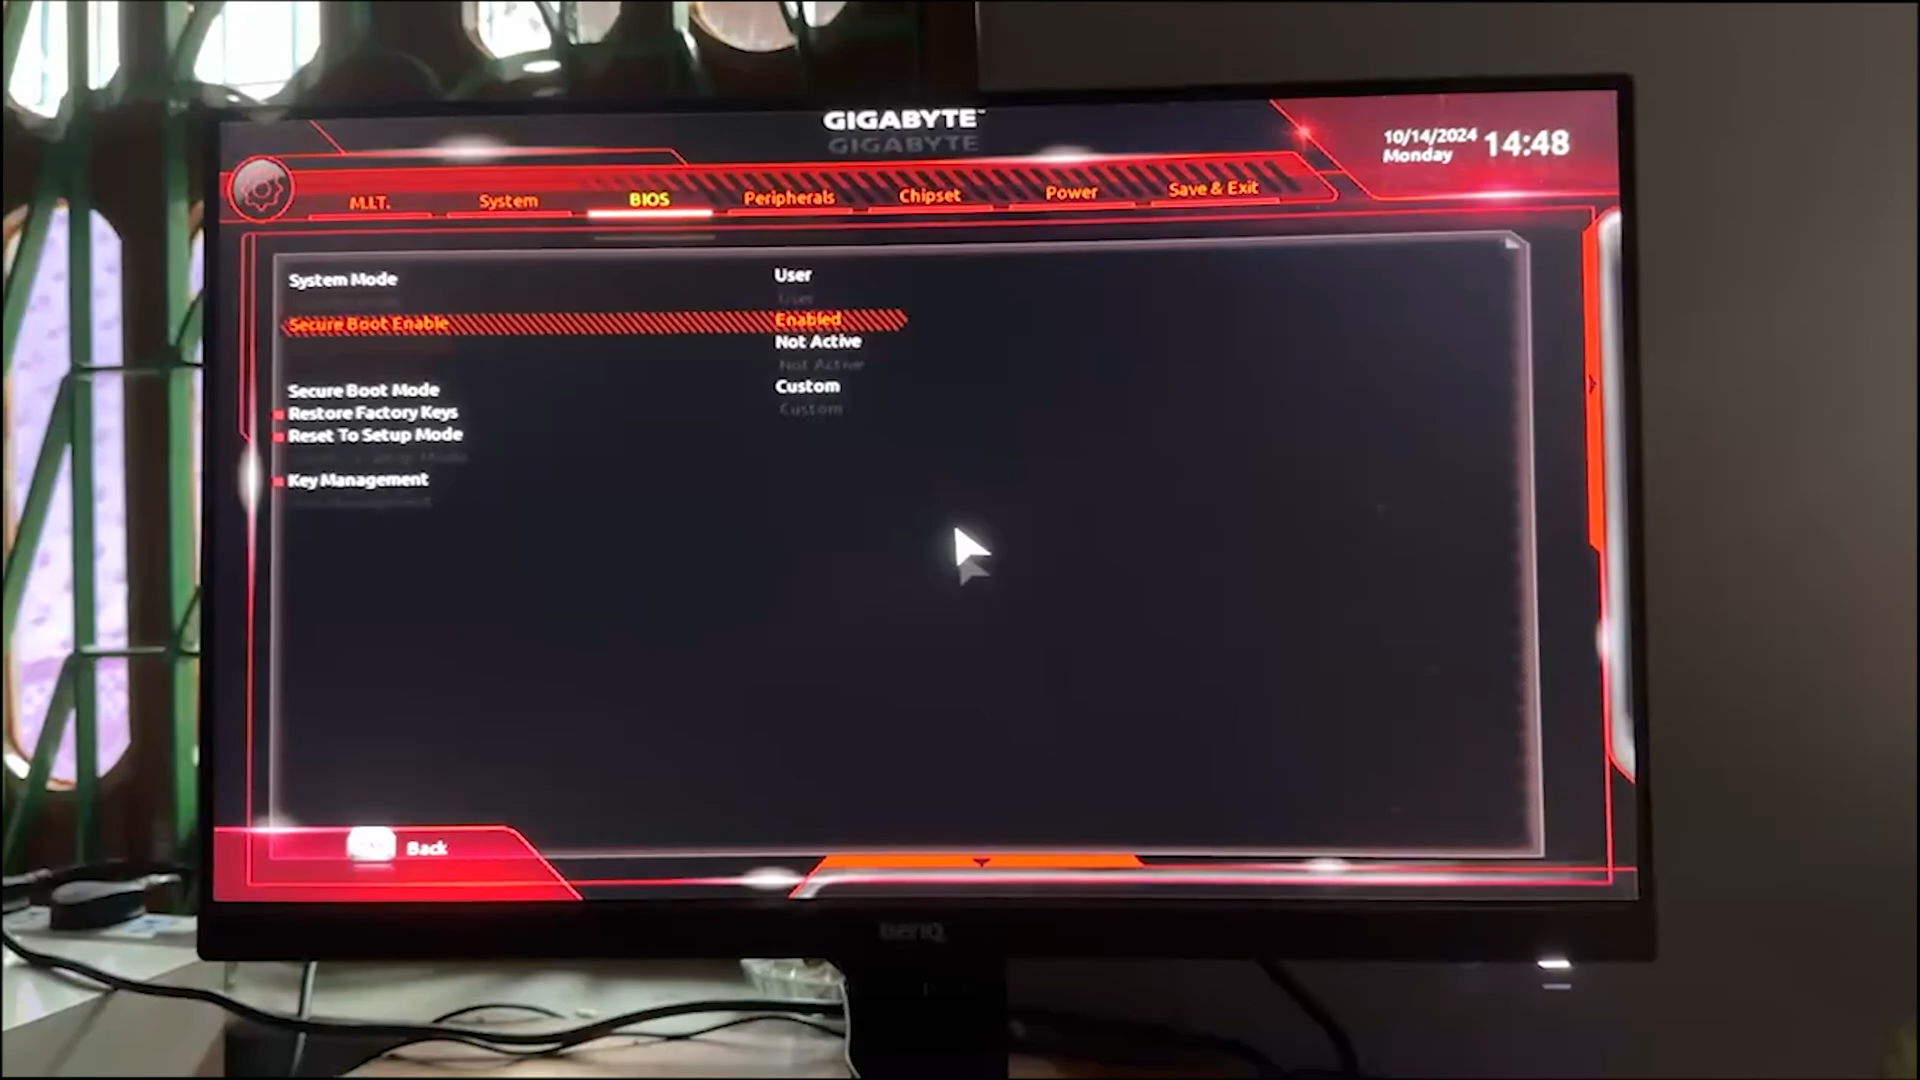 GIGABYTE
10/14/2024
Monday
14:48
M.I.T. System BIOS Peripherals Chipset Power Save & Exit
System Mode User
Secure Boot Enable Enabled
Not Active
Secure Boot Mode Custom
Restore Factory Keys
Reset To Setup Mode
Key Management
Back
BenQ